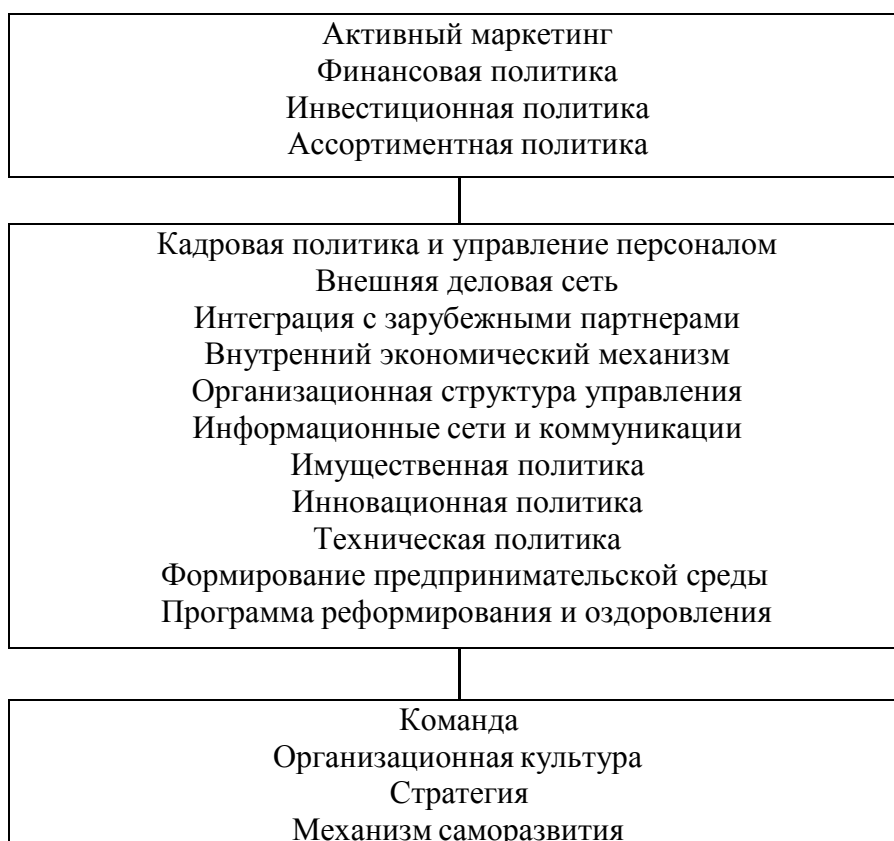 Активный маркетинг
Финансовая политика
Инвестиционная политика
Ассортиментная политика
Кадровая политика и управление персоналом
Внешняя деловая сеть
Интеграция с зарубежными партнерами
Внутренний экономический механизм
Организационная структура управления
Информационные сети и коммуникации
Имущественная политика
Инновационная политика
Техническая политика
Формирование предпринимательской среды
Программа реформирования и оздоровления
Команда
Организационная культура
Стратегия
Механизм саморазвития